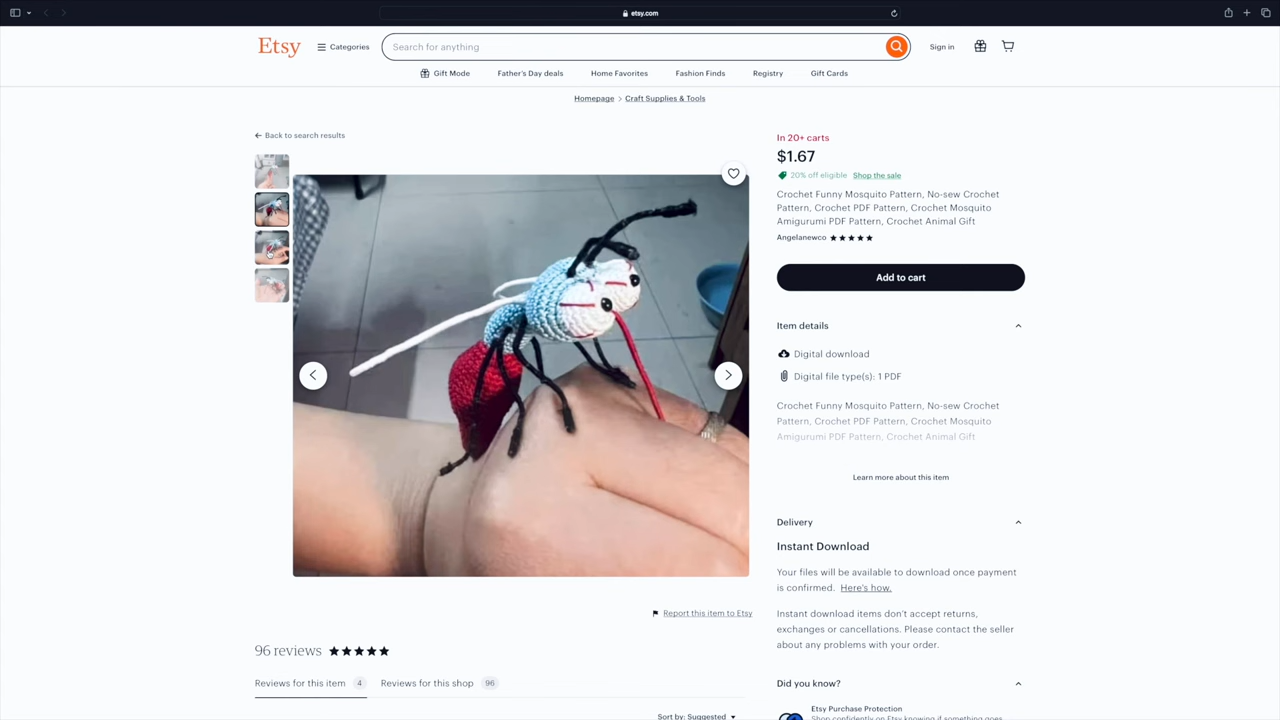 etsy.com
Etsy
Categories
Search for anything
Sign in
Gift Mode
Father's Day deals
Home Favorites
Fashion Finds
Registry
Gift Cards
Homepage > Craft Supplies & Tools
Back to search results
In 20+ carts
$1.67
20% off eligible Shop the sale
Crochet Funny Mosquito Pattern, No-sew Crochet
Pattern, Crochet PDF Pattern, Crochet Mosquito
Amigurumi PDF Pattern, Crochet Animal Gift
Angelanewco
Add to cart
Item details
Digital download
Digital file type(s): 1 PDF
Crochet Funny Mosquito Pattern, No-sew Crochet
Pattern, Crochet PDF Pattern, Crochet Mosquito
Amigurumi PDF Pattern, Crochet Animal Gift
Learn more about this item
Delivery
Instant Download
Your files will be available to download once payment
is confirmed. Here's how.
Instant download items don't accept returns,
exchanges or cancellations. Please contact the seller
about any problems with your order.
Did you know?
Etsy Purchase Protection
Shop confidently on Etsy knowing if something goes
Report this item to Etsy
96 reviews
Reviews for this item 4
Reviews for this shop 96
Sort by: Suggested